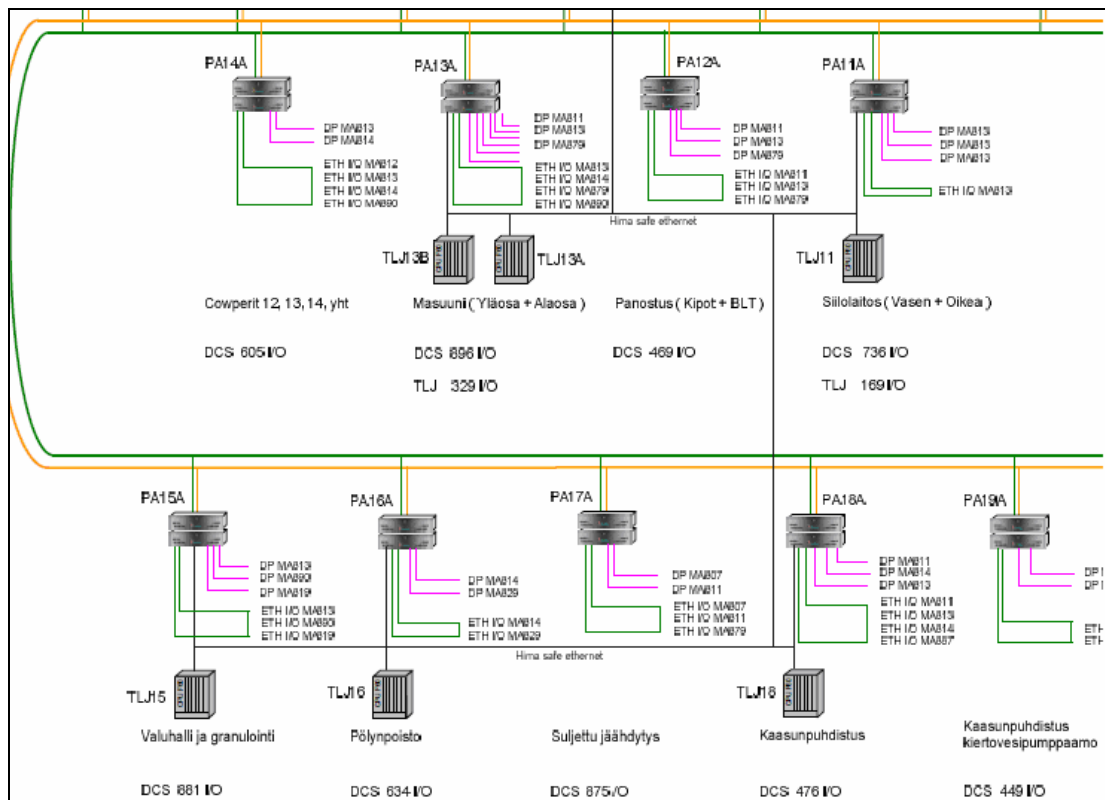 PA14A
PA13A
PA12A
PA11A
DP MA813
DP MA814
DP MA811
DP MA813
DP MA879
DP MA811
DP MA813
DP MA879
DP MA813
DP MA813
DP MA813
ETH I/O MA812
ETH I/O MA813
ETH I/O MA814
ETH I/O MA890
ETH I/O MA813
ETH I/O MA814
ETH I/O MA879
ETH I/O MA890
ETH I/O MA811
ETH I/O MA813
ETH I/O MA879
ETH I/O MA813
Hima safe ethernet
TLJ13B
TLJ13A
TLJ11
Cowperit 12, 13, 14, yht
Masuuni ( Yläosa + Alaosa )
Panostus ( Kipot + BLT )
Siilolaitos ( Vasen + Oikea )
DCS 605 I/O
DCS 896 I/O
DCS 469 I/O
DCS 736 I/O
TLJ 329 I/O
TLJ 169 I/O
PA15A
PA16A
PA17A
PA18A
PA19A
DP MA813
DP MA890
DP MA819
DP MA814
DP MA829
DP MA807
DP MA811
DP MA811
DP MA814
DP MA813
DP
DP
ETH I/O MA813
ETH I/O MA890
ETH I/O MA819
ETH I/O MA814
ETH I/O MA829
ETH I/O MA807
ETH I/O MA811
ETH I/O MA879
ETH I/O MA811
ETH I/O MA813
ETH I/O MA814
ETH I/O MA887
ETH
ETH
Hima safe ethernet
TLJ15
TLJ16
TLJ18
Valuhalli ja granulointi
Pölynpoisto
Suljettu jäähdytys
Kaasunpuhdistus
Kaasunpuhdistus
kiertovesipumppaamo
DCS 881 I/O
DCS 634 I/O
DCS 875I/O
DCS 476 I/O
DCS 449 I/O